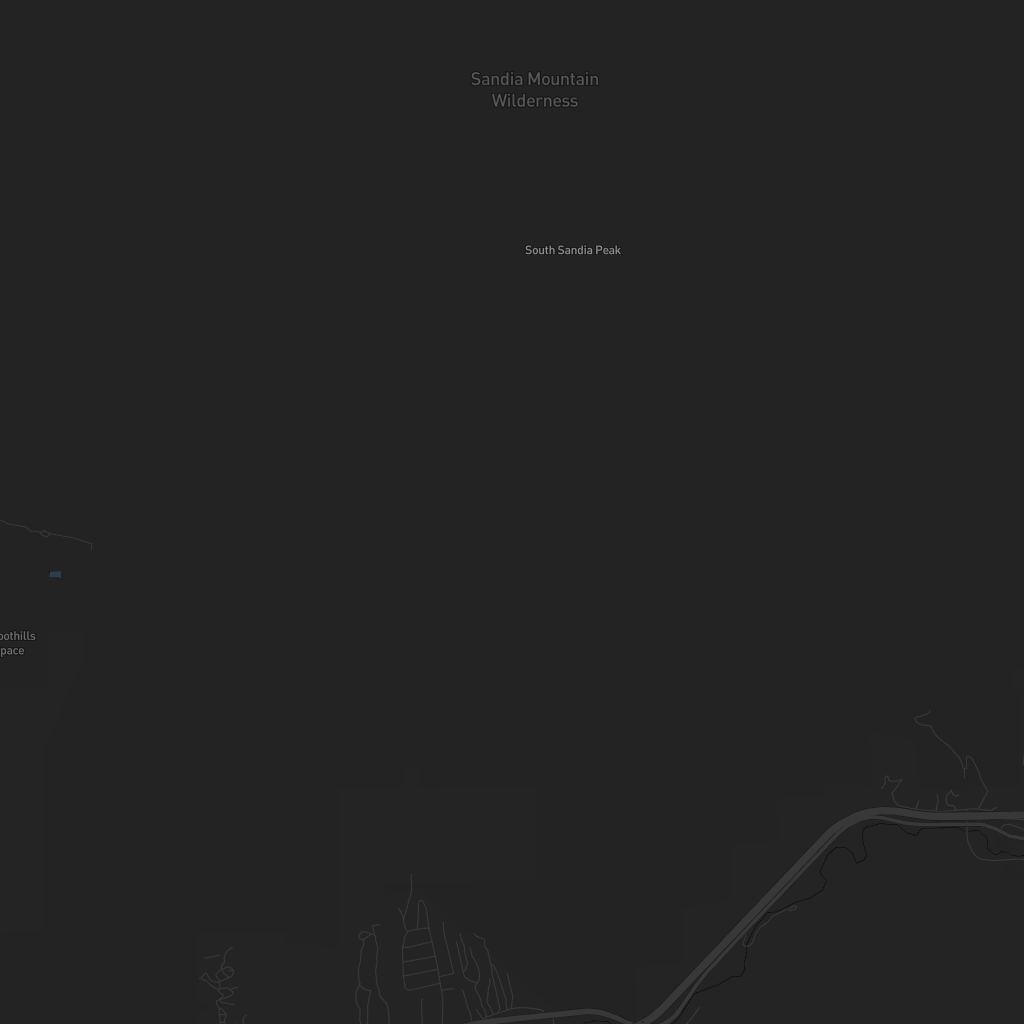 Sandia Mountain
Wilderness
South Sandia Peak
oothills
pace